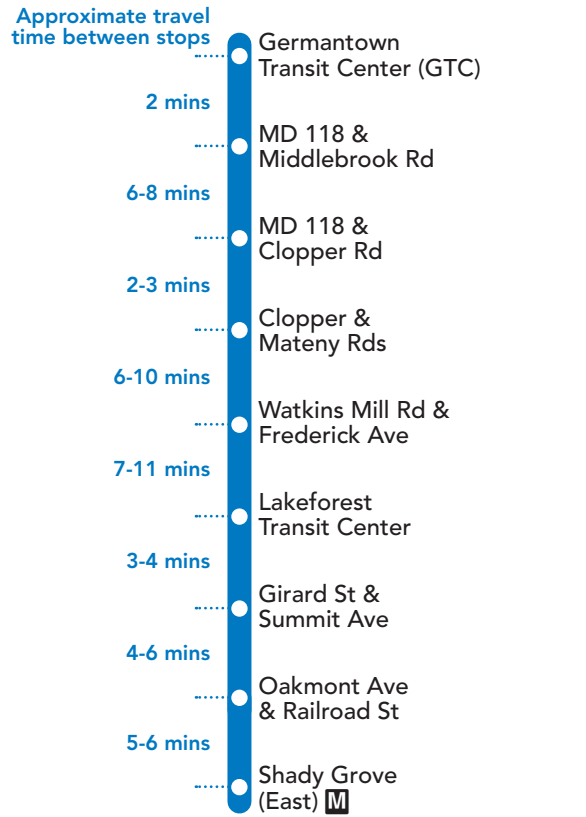 Approximate travel
time between stops
Germantown
Transit Center (GTC)
2 mins
MD 118 &
Middlebrook Rd
6-8 mins
MD 118 &
Clopper Rd
2-3 mins
Clopper &
Mateny Rds
6-10 mins
Watkins Mill Rd &
Frederick Ave
7-11 mins
Lakeforest
Transit Center
3-4 mins
Girard St &
Summit Ave
4-6 mins
Oakmont Ave
& Railroad St
5-6 mins
Shady Grove
(East) M